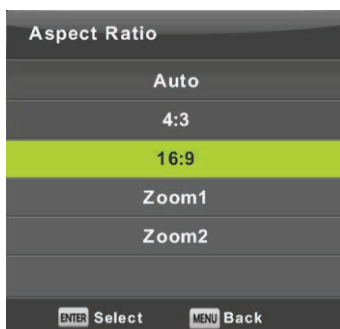 Aspect Ratio
Auto
4:3
16:9
Zoom1
Zoom2
ENTER Select MENU Back